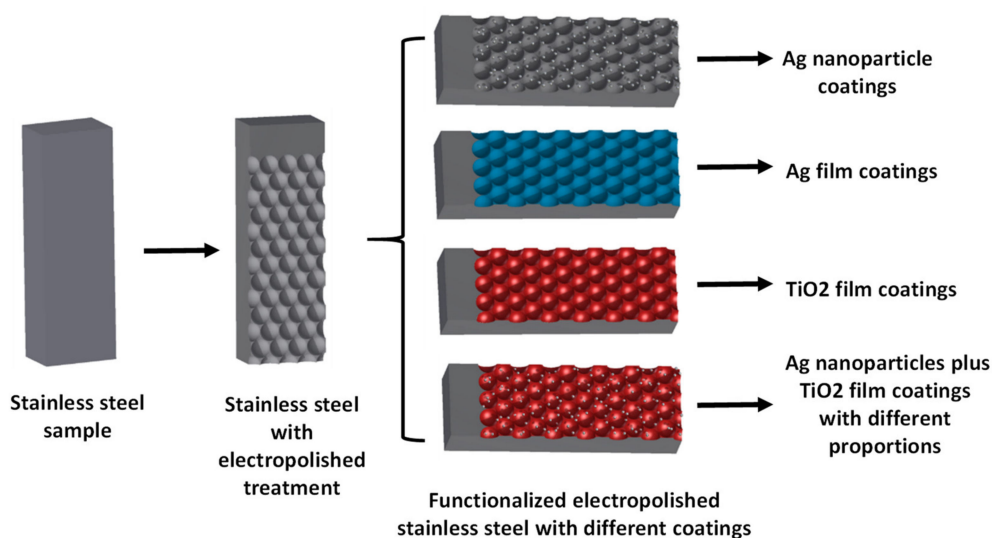 Stainless steel
sample
Stainless steel
with
electropolished
treatment
Functionalized electropolished
stainless steel with different coatings
Ag nanoparticle
coatings
Ag film coatings
TiO2 film coatings
Ag nanoparticles plus
TiO2 film coatings
with different
proportions